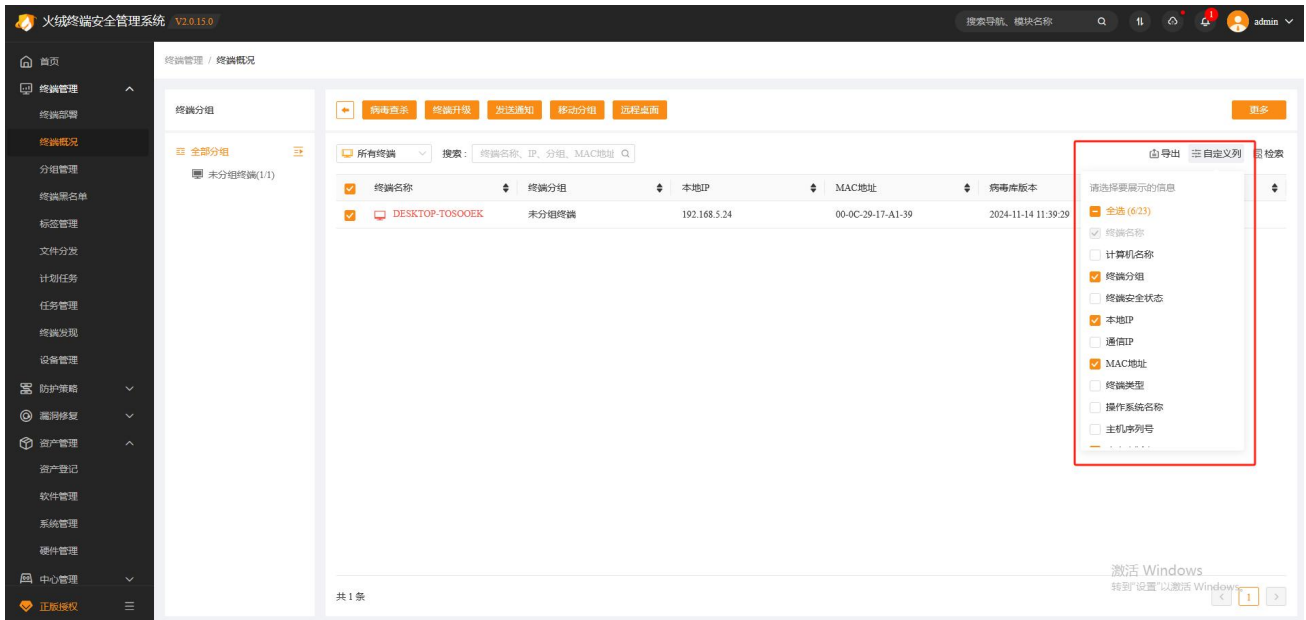 火绒终端安全管理系统 V2.0.15.0
搜索导航、模块名称
1
admin
首页
终端管理
终端部署
终端概况
分组管理
终端黑名单
标签管理
文件分发
计划任务
任务管理
终端发现
设备管理
防护策略
漏洞修复
资产管理
资产登记
软件管理
系统管理
硬件管理
中心管理
正版授权
终端管理 / 终端概况
终端分组
全部分组
未分组终端(1/1)
病毒查杀 终端升级 发送通知 移动分组 远程桌面 更多
所有终端 搜索: 终端名称、IP、分组、MAC地址
导出 自定义列 检索
终端名称 终端分组 本地IP MAC地址 病毒库版本
DESKTOP-TOSOOEK 未分组终端 192.168.5.24 00-0C-29-17-A1-39 2024-11-14 11:39:29
请选择要展示的信息
全选 (6/23)
终端名称
计算机名称
终端分组
终端安全状态
本地IP
通信IP
MAC地址
终端类型
操作系统名称
主机序列号
激活 Windows
转到"设置"以激活 Windows。
共 1 条
1